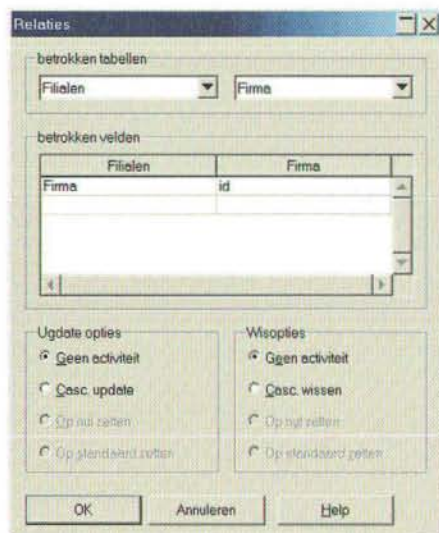 Relaties
betrokken tabellen
Filialen Firma
betrokken velden
Filialen Firma
Firma id
Ugdate opties Wisopties
Geen activiteit Geen activiteit
Casc. update Casc. wissen
Op nul zetten Op nul zetten
Op standaard zetten Op standaard zetten
OK Annuleren Help